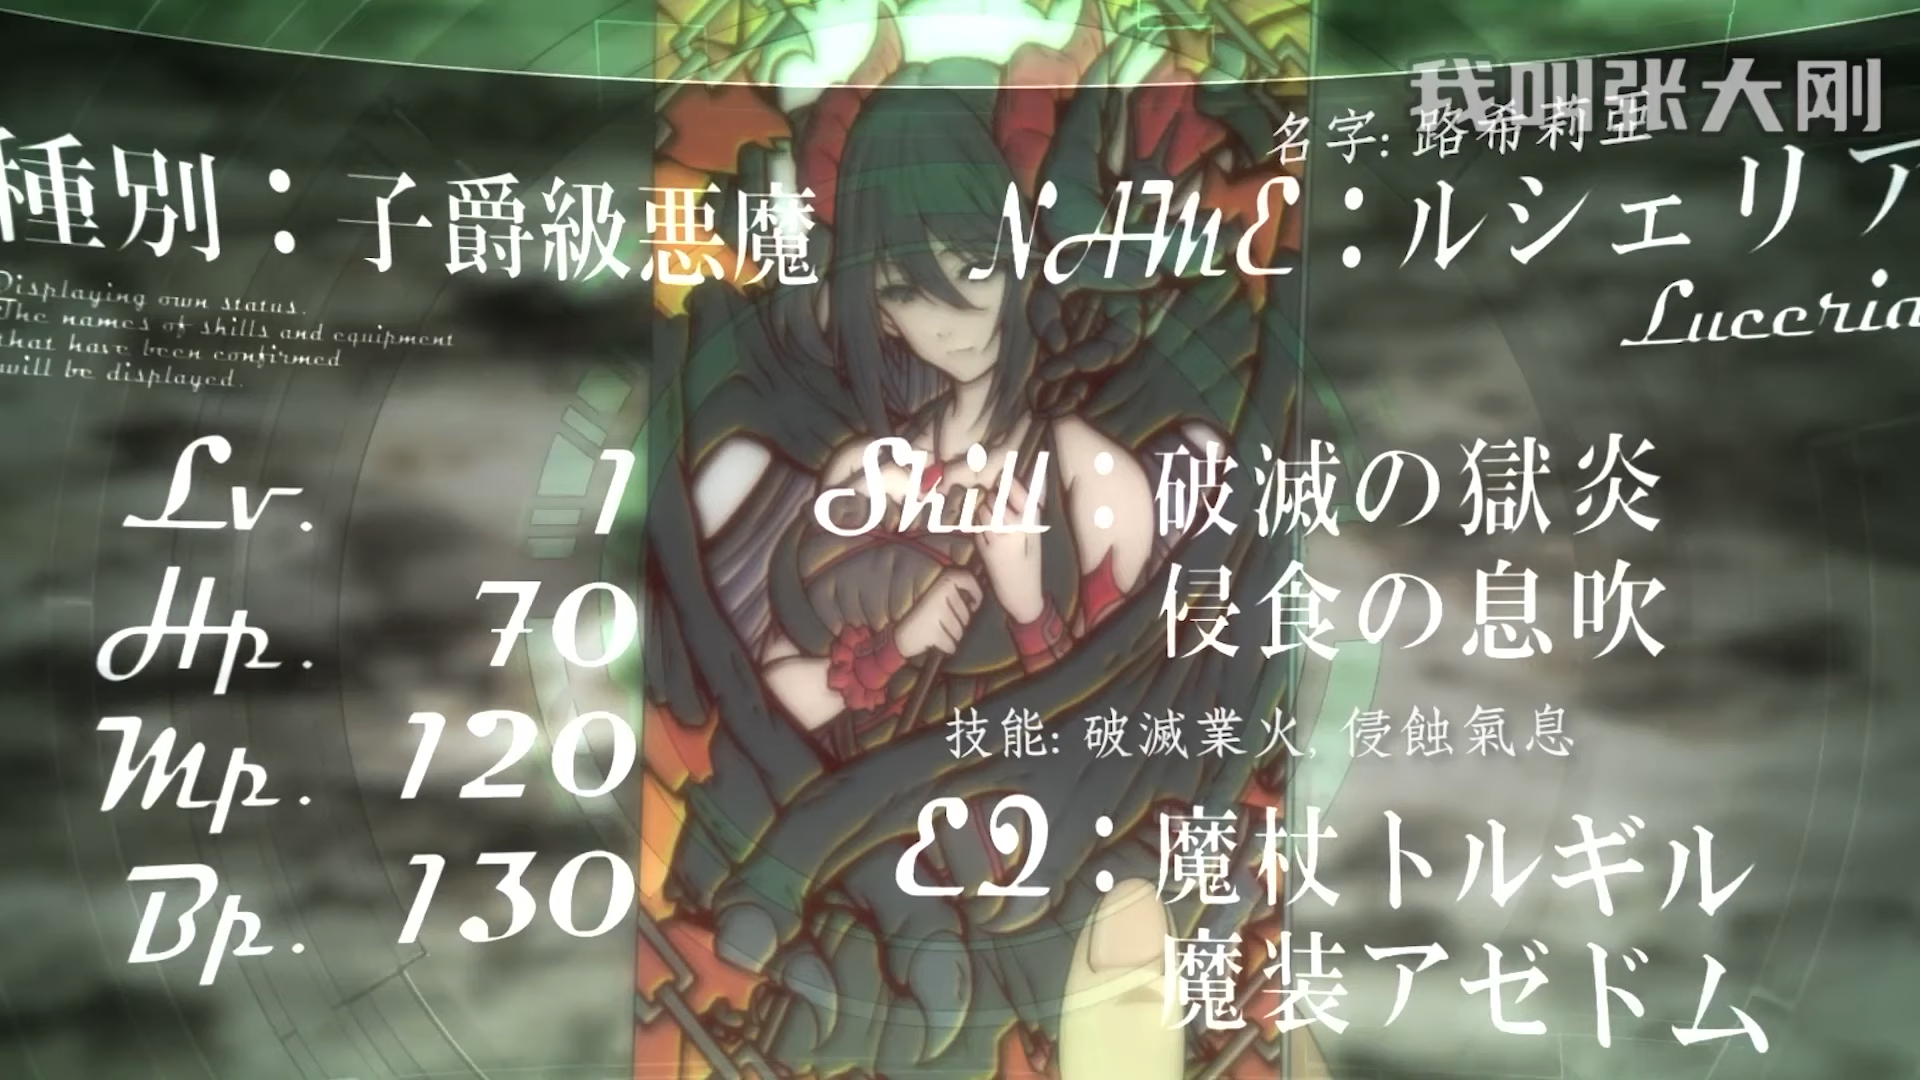 我叫张大刚
名字: 路希莉亞
種別：子爵級悪魔
NAME：ルシェリア
Luceria
Displaying own status.
The names of skills and equipment
that have been confirmed
will be displayed.
Lv. 1
Hp. 70
Mp. 120
Bp. 130
Skill：破滅の獄炎
侵食の息吹
技能: 破滅業火, 侵蝕氣息
EQ：魔杖トルギル
魔装アゼドム